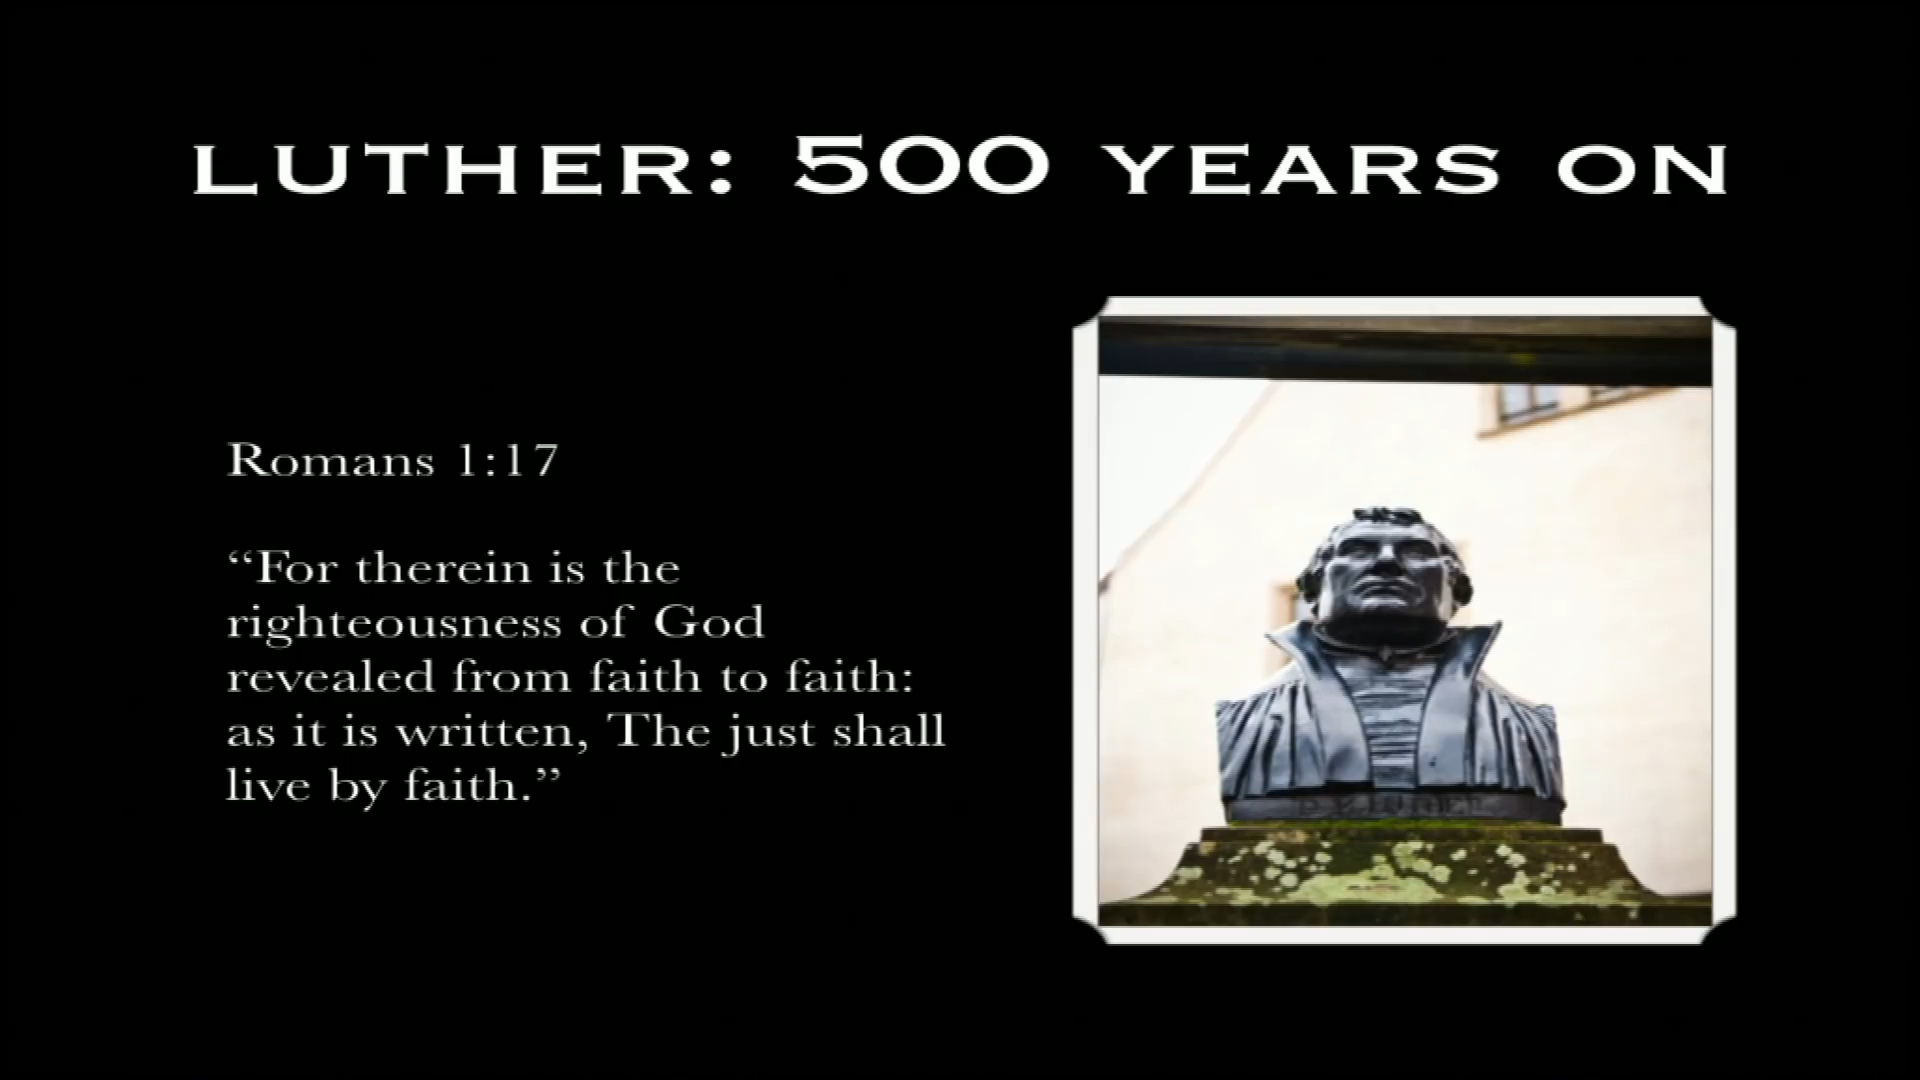 LUTHER: 500 YEARS ON
Romans 1:17
“For therein is the
righteousness of God
revealed from faith to faith:
as it is written, The just shall
live by faith.”
LUTHER